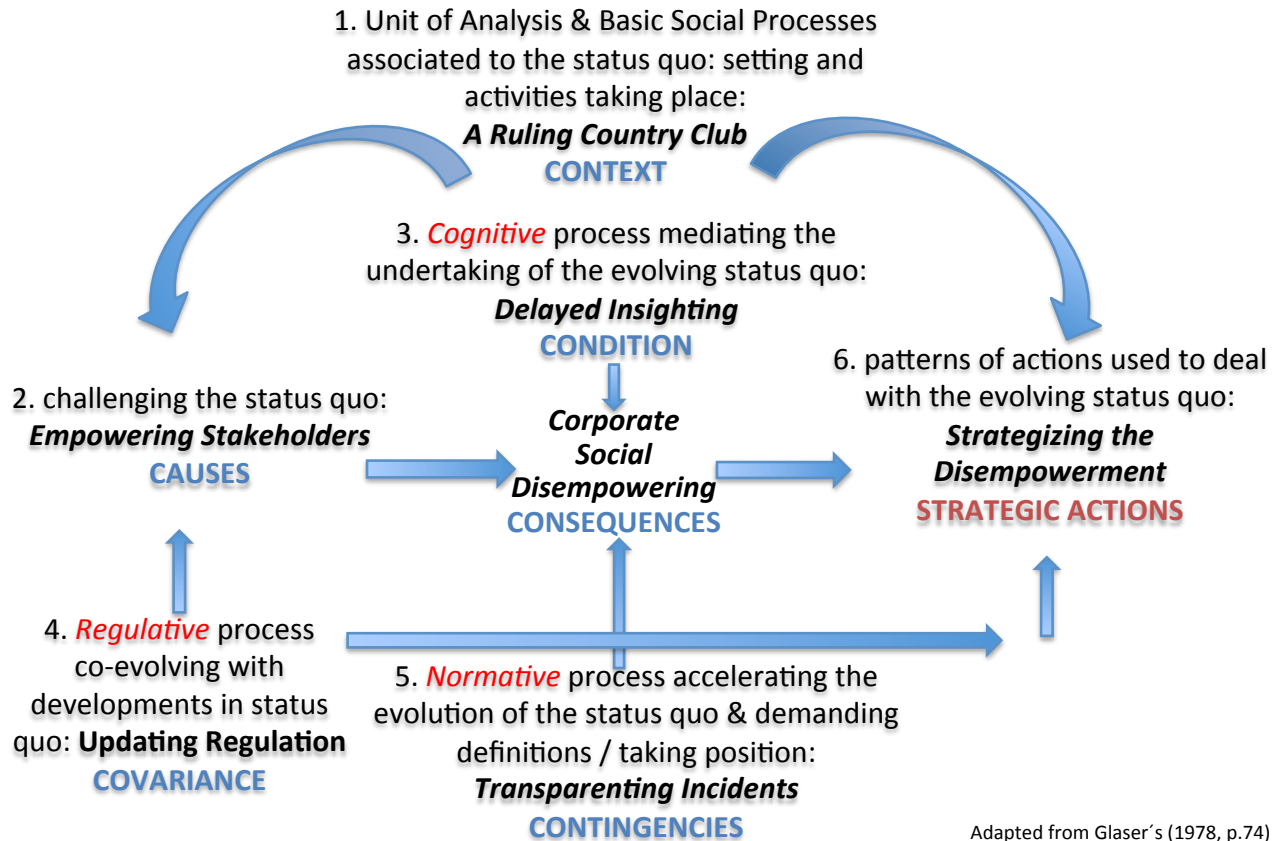 1. Unit of Analysis & Basic Social Processes
associated to the status quo: setting and
activities taking place:
A Ruling Country Club
CONTEXT
3. Cognitive process mediating the
undertaking of the evolving status quo:
Delayed Insighting
CONDITION
2. challenging the status quo:
Empowering Stakeholders
CAUSES
Corporate
Social
Disempowering
CONSEQUENCES
6. patterns of actions used to deal
with the evolving status quo:
Strategizing the
Disempowerment
STRATEGIC ACTIONS
4. Regulative process
co-evolving with
developments in status
quo: Updating Regulation
COVARIANCE
5. Normative process accelerating the
evolution of the status quo & demanding
definitions / taking position:
Transparenting Incidents
CONTINGENCIES
Adapted from Glaser´s (1978, p.74)